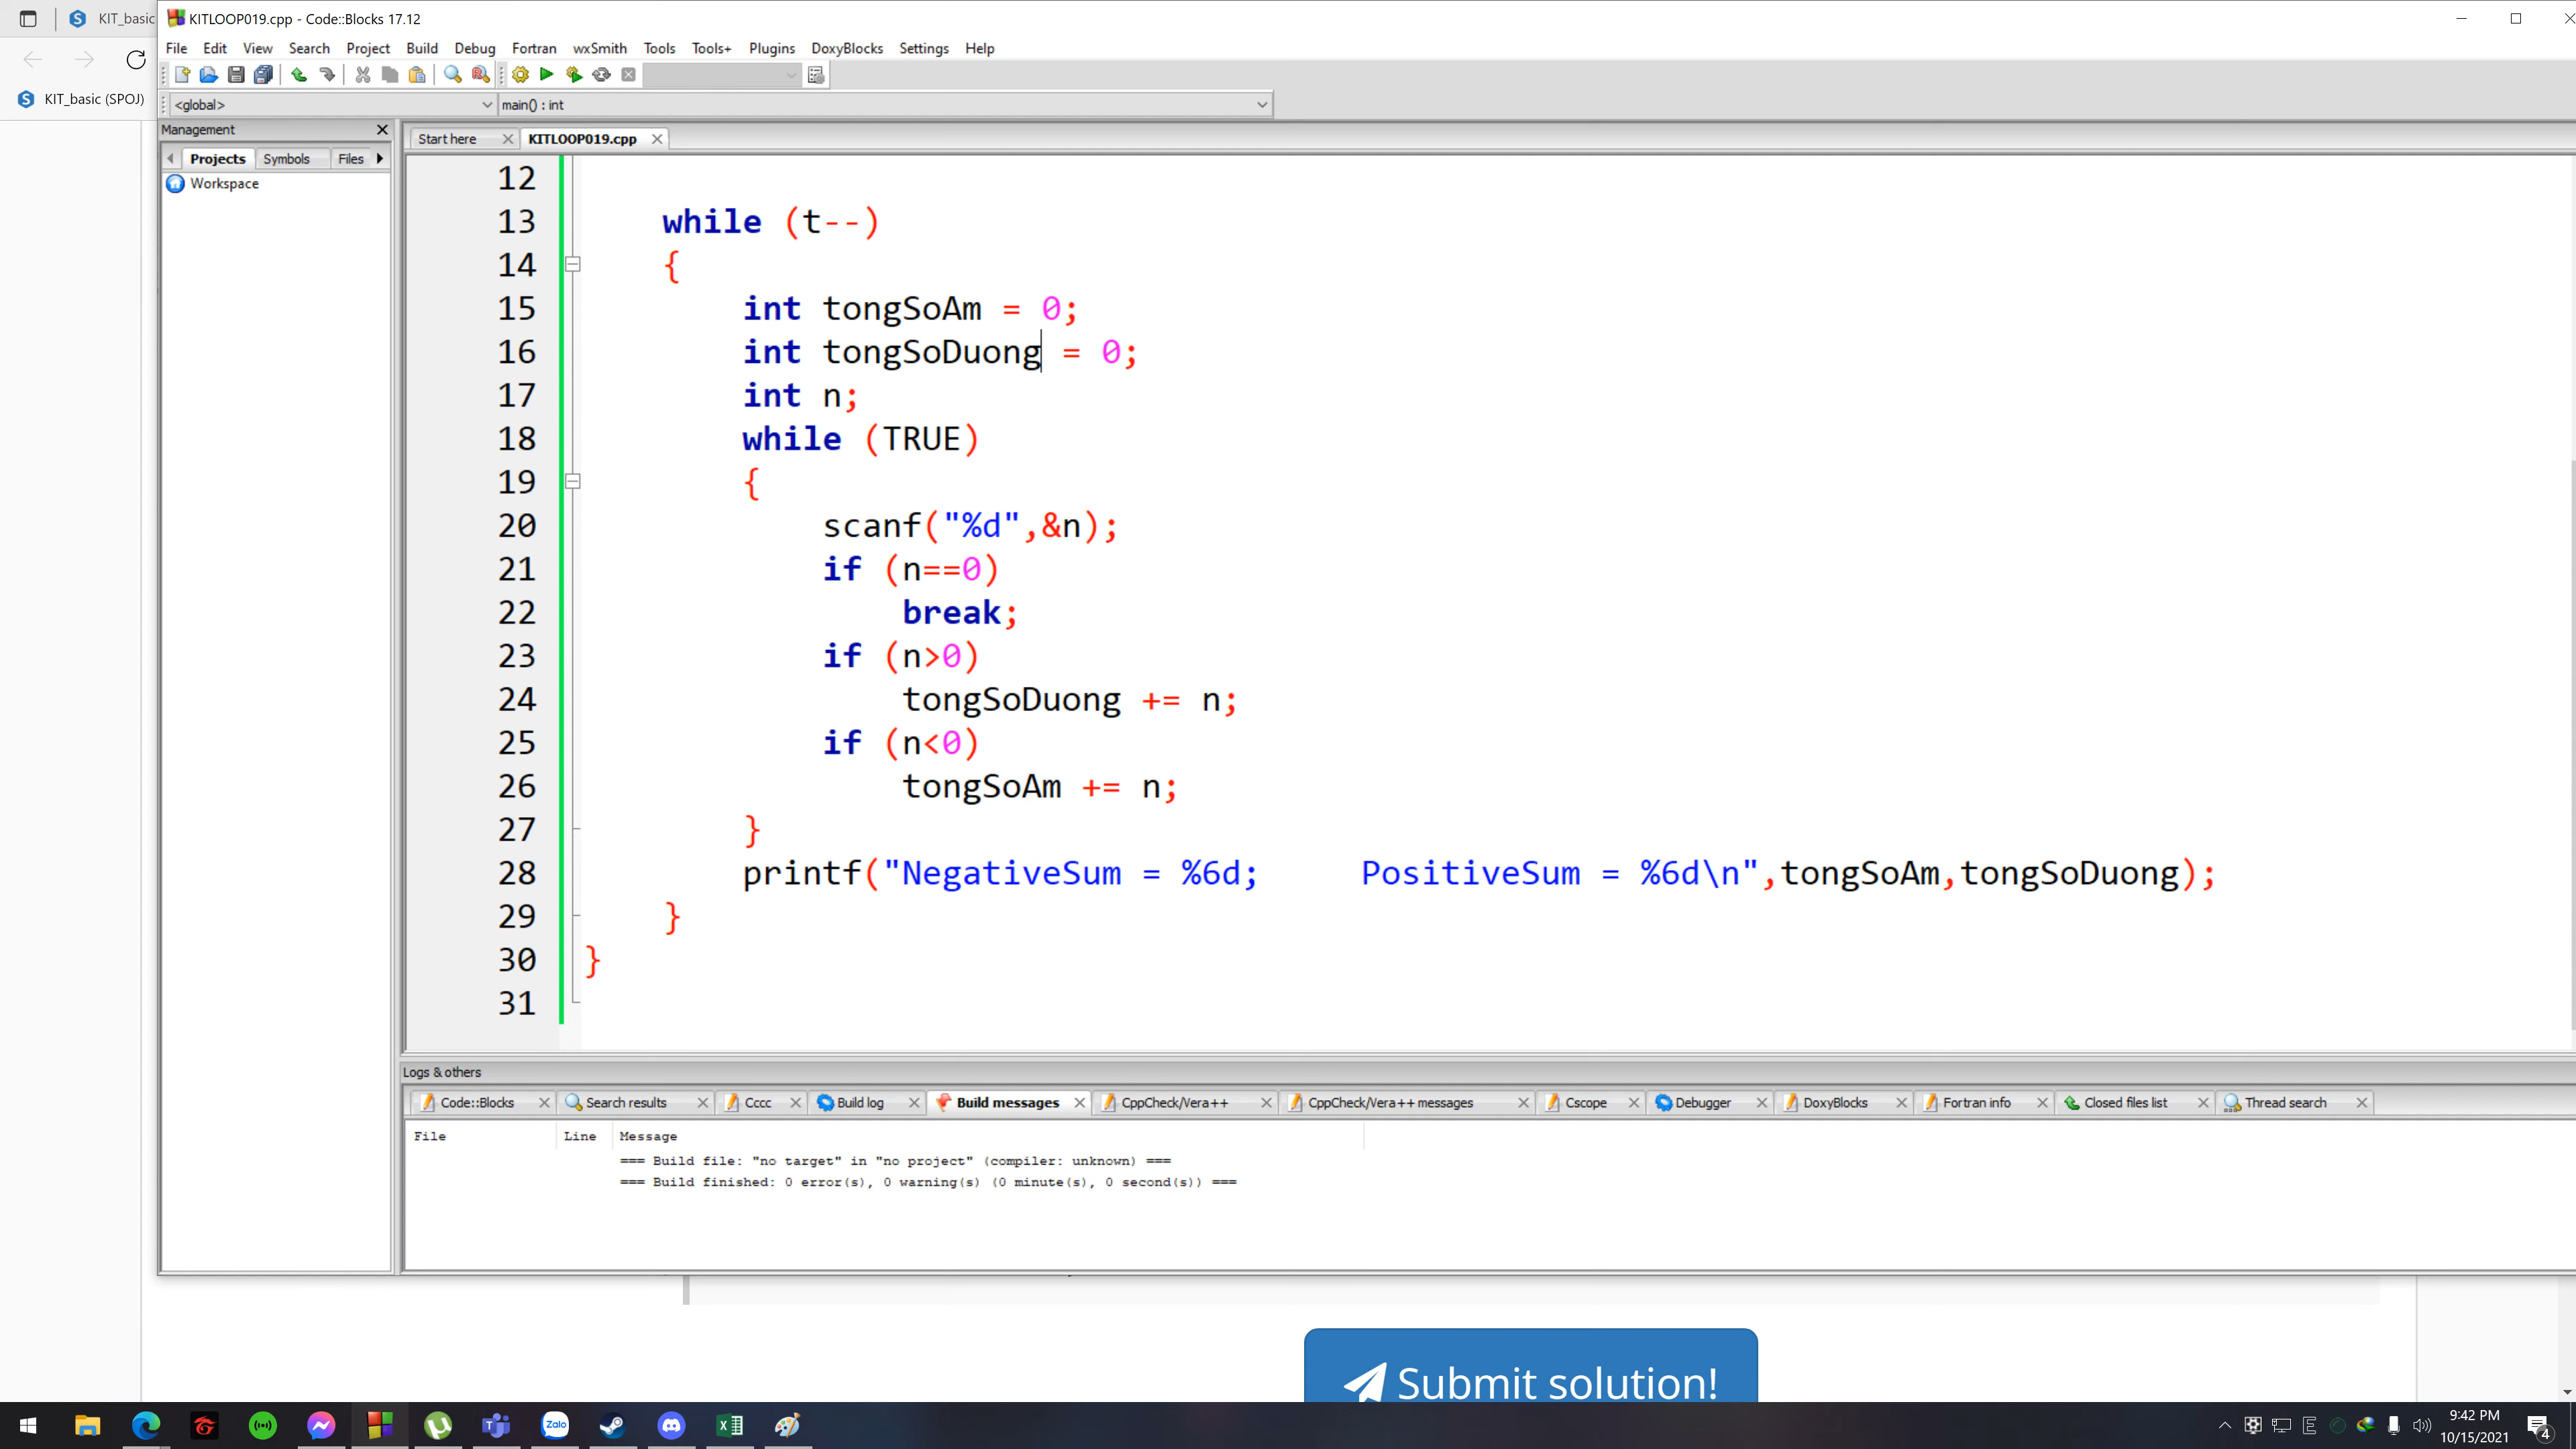 KIT_basic
KITLOOP019.cpp - Code::Blocks 17.12
File Edit View Search Project Build Debug Fortran wxSmith Tools Tools+ Plugins DoxyBlocks Settings Help
KIT_basic (SPOJ)
<global> main() : int
Management
Start here KITLOOP019.cpp
Projects Symbols Files
Workspace
12
13 while (t--)
14 {
15 int tongSoAm = 0;
16 int tongSoDuong = 0;
17 int n;
18 while (TRUE)
19 {
20 scanf("%d",&n);
21 if (n==0)
22 break;
23 if (n>0)
24 tongSoDuong += n;
25 if (n<0)
26 tongSoAm += n;
27 }
28 printf("NegativeSum = %6d;     PositiveSum = %6d\n",tongSoAm,tongSoDuong);
29 }
30 }
31
Logs & others
Code::Blocks Search results Cccc Build log Build messages CppCheck/Vera++ CppCheck/Vera++ messages Cscope Debugger DoxyBlocks Fortran info Closed files list Thread search
File Line Message
=== Build file: "no target" in "no project" (compiler: unknown) ===
=== Build finished: 0 error(s), 0 warning(s) (0 minute(s), 0 second(s)) ===
Submit solution!
Zalo
9:42 PM
10/15/2021
4